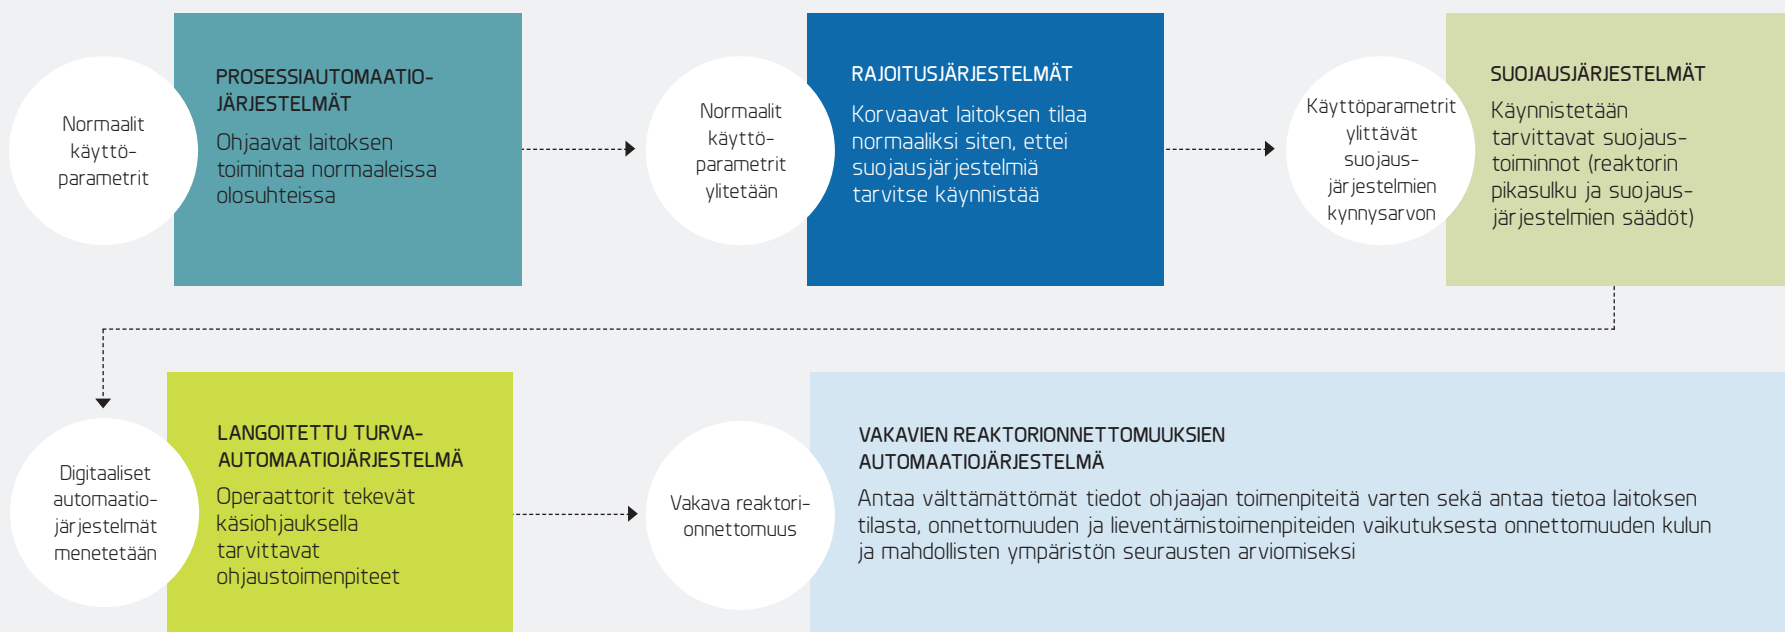 Normaalit
käyttö-
parametrit
PROSESSIAUTOMAATIO-
JÄRJESTELMÄT
Ohjaavat laitoksen
toimintaa normaaleissa
olosuhteissa
Normaalit
käyttö-
parametrit
ylitetään
RAJOITUSJÄRJESTELMÄT
Korvaavat laitoksen tilaa
normaaliksi siten, ettei
suojausjärjestelmiä
tarvitse käynnistää
Käyttöparametrit
ylittävät
suojaus-
järjestelmien
kynnysarvon
SUOJAUSJÄRJESTELMÄT
Käynnistetään
tarvittavat suojaus-
toiminnot (reaktorin
pikasulku ja suojaus-
järjestelmien säädöt)
Digitaaliset
automaatio-
järjestelmät
menetetään
LANGOITETTU TURVA-
AUTOMAATIOJÄRJESTELMÄ
Operaattorit tekevät
käsiohjauksella
tarvittavat
ohjaustoimenpiteet
Vakava reaktori-
onnettomuus
VAKAVIEN REAKTORIONNETTOMUUKSIEN
AUTOMAATIOJÄRJESTELMÄ
Antaa välttämättömät tiedot ohjaajan toimenpiteitä varten sekä antaa tietoa laitoksen
tilasta, onnettomuuden ja lieventämistoimenpiteiden vaikutuksesta onnettomuuden kulun
ja mahdollisten ympäristön seurausten arviomiseksi